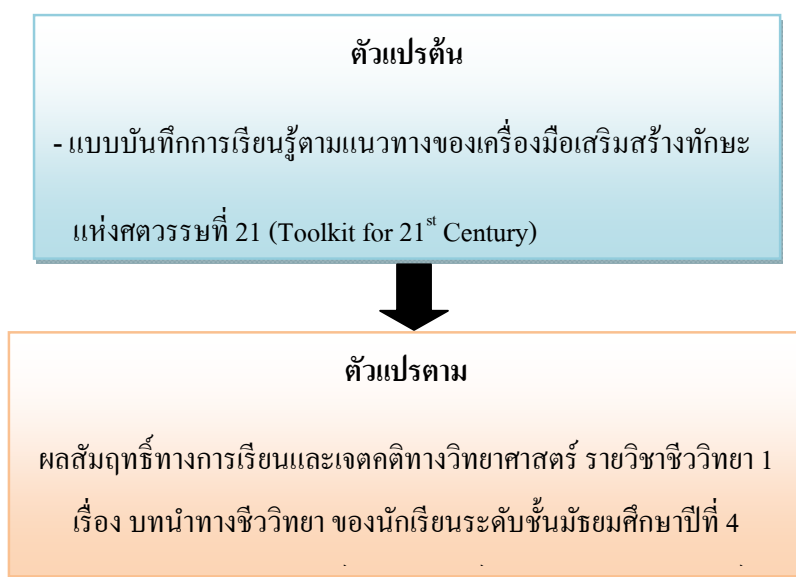 ตัวแปรต้น
- แบบบันทึกการเรียนรู้ตามแนวทางของเครื่องมือเสริมสร้างทักษะ
แห่งศตวรรษที่ 21 (Toolkit for 21st Century)
ตัวแปรตาม
ผลสัมฤทธิ์ทางการเรียนและเจตคติทางวิทยาศาสตร์ รายวิชาชีววิทยา 1
เรื่อง บทนำทางชีววิทยา ของนักเรียนระดับชั้นมัธยมศึกษาปีที่ 4